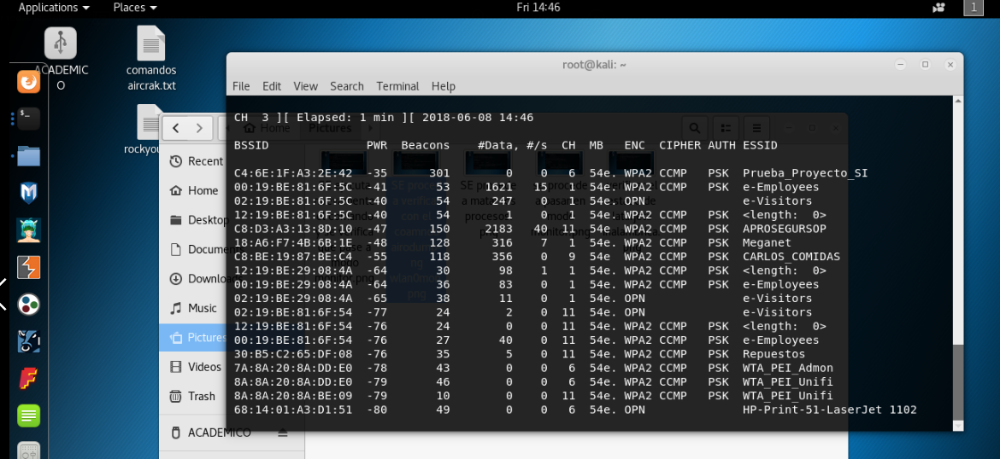 Applications Places Fri 14:46 1
ACADEMIC
O
comandos
aircrak.txt
root@kali: ~
File Edit View Search Terminal Help
CH 3 ][ Elapsed: 1 min ][ 2018-06-08 14:46
BSSID PWR Beacons #Data, #/s CH MB ENC CIPHER AUTH ESSID
C4:6E:1F:A3:2E:42 -35 301 0 0 6 54e. WPA2 CCMP PSK Prueba_Proyecto_SI
00:19:BE:81:6F:5C -41 53 1621 15 1 54e. WPA2 CCMP PSK e-Employees
02:19:BE:81:6F:5C -40 54 247 0 1 54e. OPN e-Visitors
12:19:BE:81:6F:5C -40 54 1 0 1 54e. WPA2 CCMP PSK <length: 0>
C8:D3:A3:13:8D:10 -47 150 2183 40 11 54e. WPA2 CCMP PSK APROSEGURSOP
18:A6:F7:4B:6B:1E -48 128 316 7 1 54e. WPA2 CCMP PSK Meganet
C8:BE:19:87:BE:C4 -55 118 356 0 9 54e WPA2 CCMP PSK CARLOS_COMIDAS
12:19:BE:29:08:4A -64 30 98 1 1 54e. WPA2 CCMP PSK <length: 0>
00:19:BE:29:08:4A -64 36 83 0 1 54e. WPA2 CCMP PSK e-Employees
02:19:BE:29:08:4A -65 38 11 0 1 54e. OPN e-Visitors
02:19:BE:81:6F:54 -77 24 2 0 11 54e. OPN e-Visitors
12:19:BE:81:6F:54 -76 24 0 0 11 54e. WPA2 CCMP PSK <length: 0>
00:19:BE:81:6F:54 -76 27 40 0 11 54e. WPA2 CCMP PSK e-Employees
30:B5:C2:65:DF:08 -76 35 5 0 11 54e. WPA2 CCMP PSK Repuestos
7A:8A:20:8A:DD:E0 -78 43 0 0 6 54e. WPA2 CCMP PSK WTA_PEI_Admon
8A:8A:20:8A:DD:E0 -79 46 0 0 6 54e. WPA2 CCMP PSK WTA_PEI_Unifi
8A:8A:20:8A:BE:09 -79 10 0 0 11 54e. WPA2 CCMP PSK WTA_PEI_Unifi
68:14:01:A3:D1:51 -80 49 0 0 6 54e. OPN HP-Print-51-LaserJet 1102
rockyou
Home Pictures
Recent
Home
Desktop
Documents
Downloads
Music
Pictures
Videos
Trash
ACADEMICO